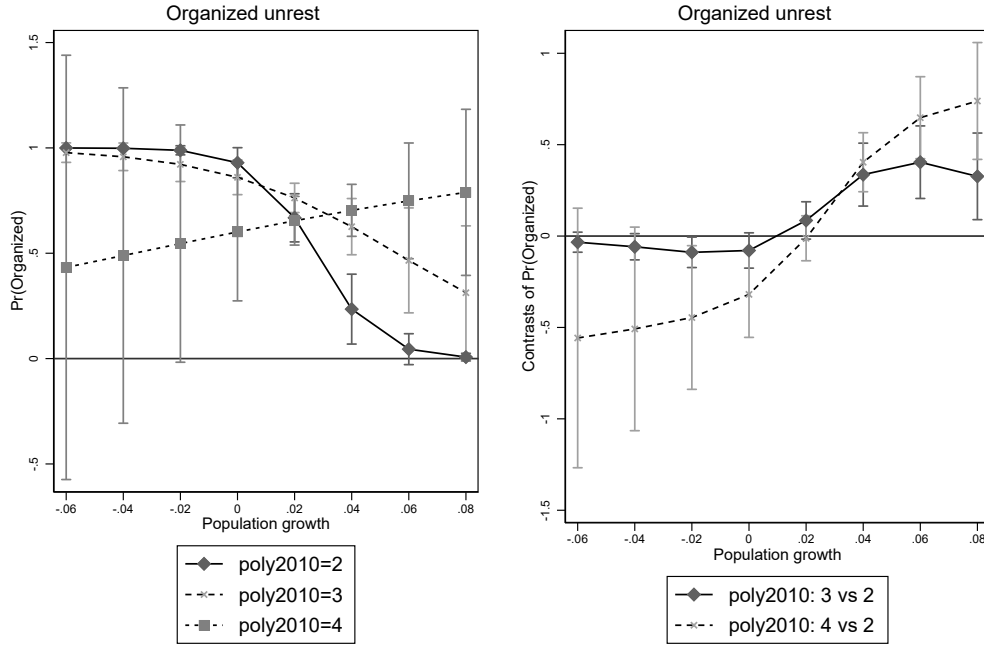 Organized unrest
Pr(Organized)
1.5
1
.5
0
-.5
-.06 -.04 -.02 0 .02 .04 .06 .08
Population growth
poly2010=2
poly2010=3
poly2010=4
Organized unrest
Contrasts of Pr(Organized)
1
.5
0
-.5
-1
-1.5
-.06 -.04 -.02 0 .02 .04 .06 .08
Population growth
poly2010: 3 vs 2
poly2010: 4 vs 2